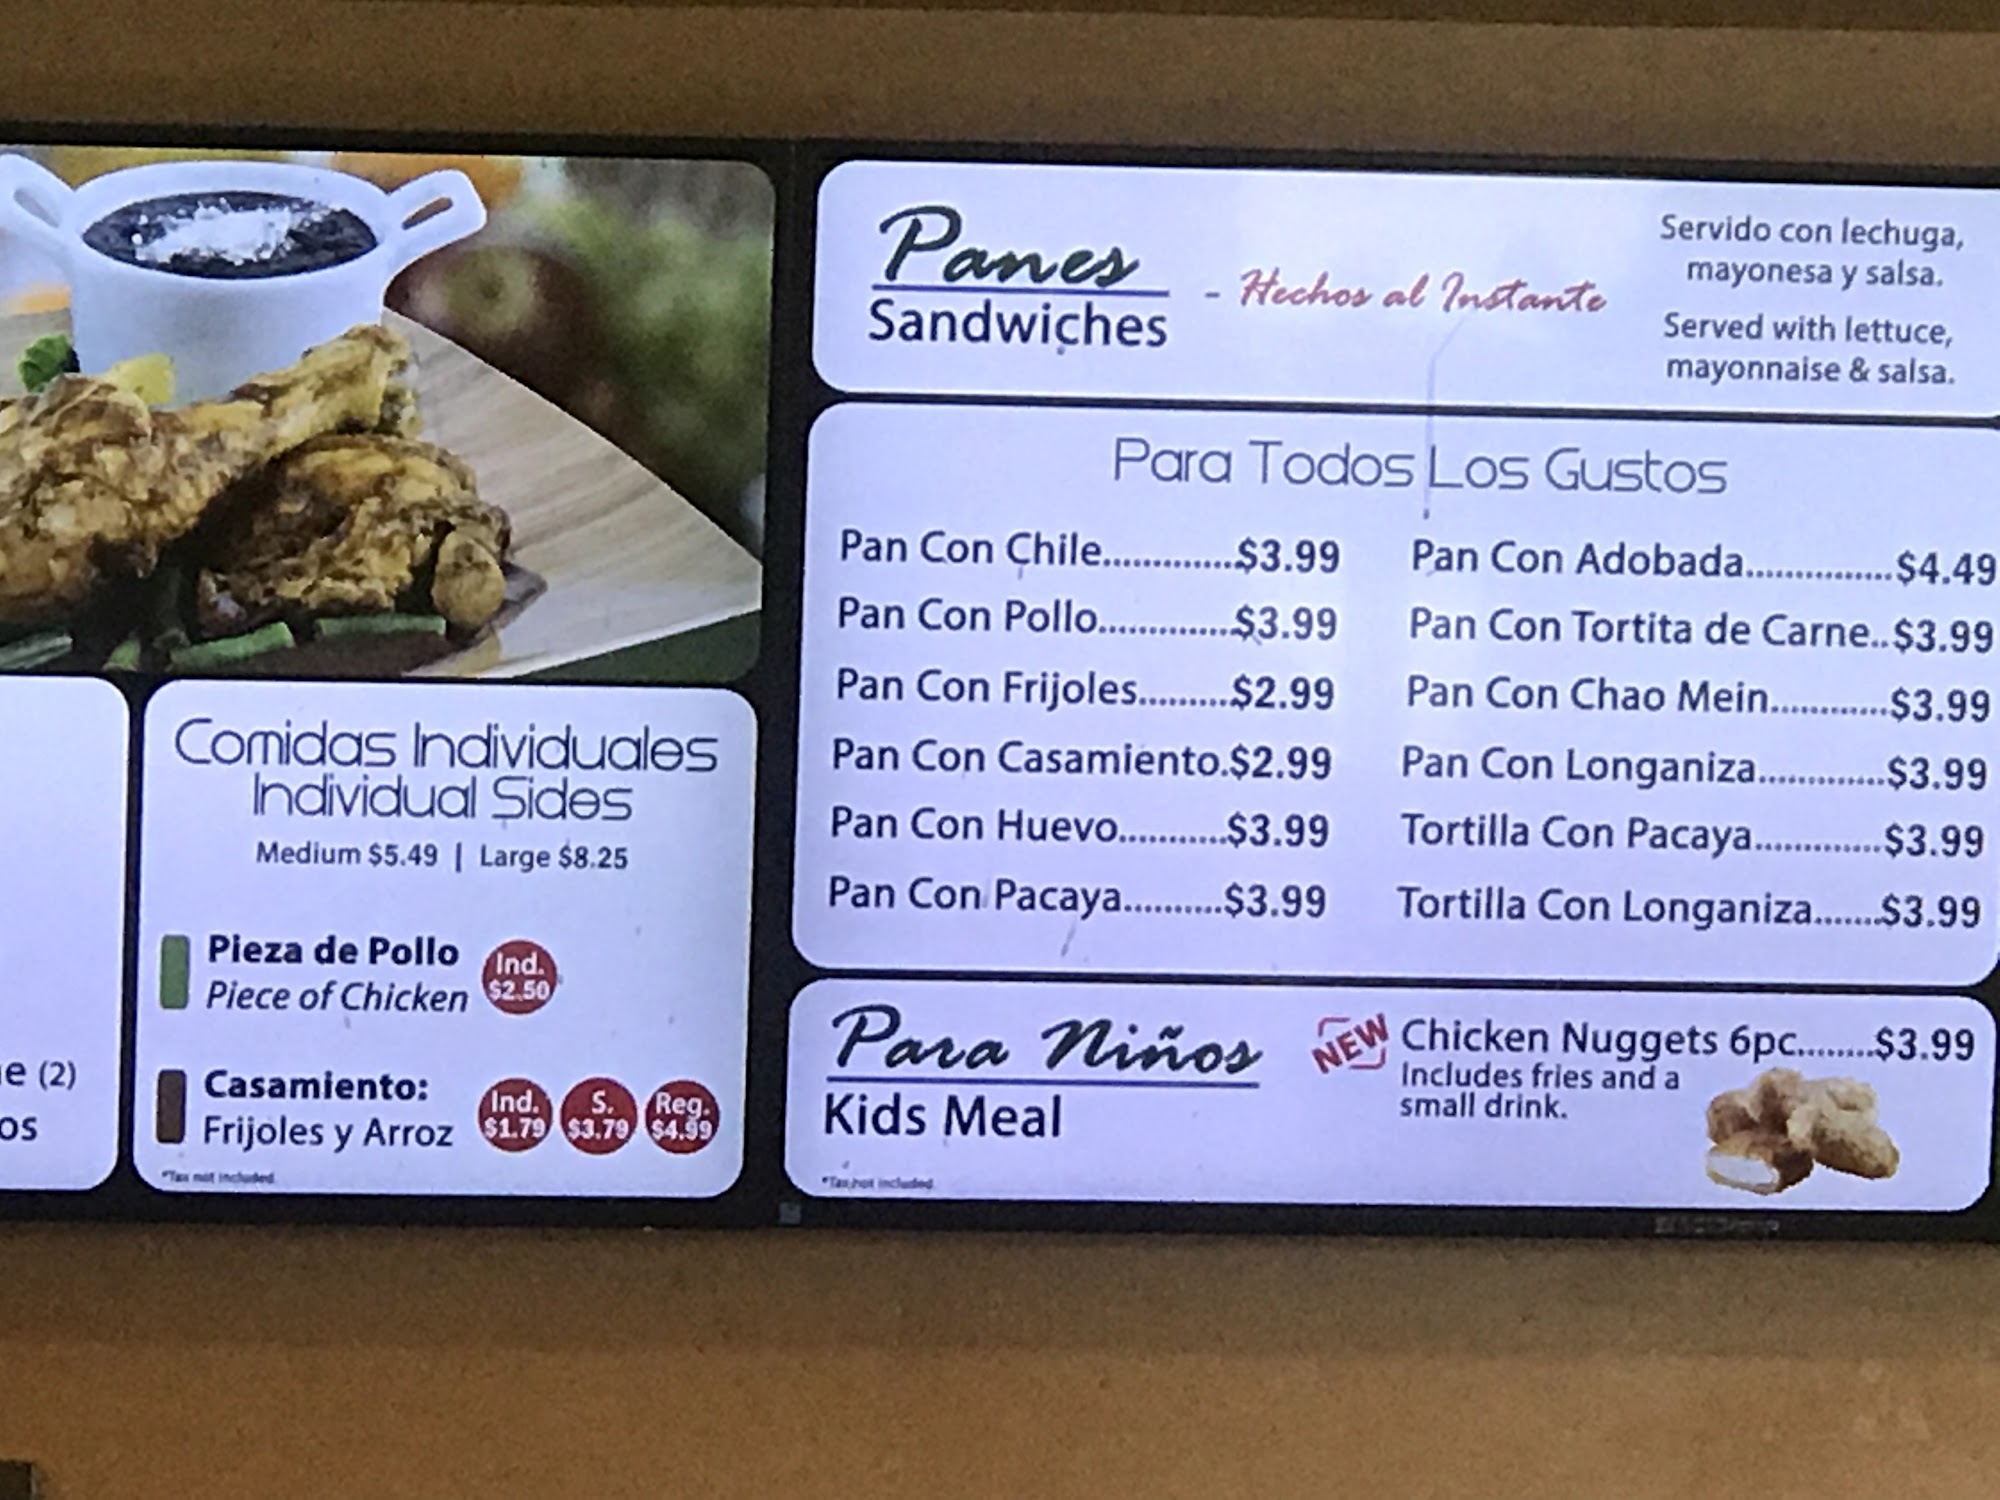 e (2)
os
Comidas Individuales
Individual Sides
Medium $5.49 | Large $8.25
Pieza de Pollo
Piece of Chicken
Ind.
$2.50
Casamiento:
Frijoles y Arroz
Ind.
$1.79
S.
$3.79
Reg.
$4.99
*Tax not included
Panes
Sandwiches
- Hechos al Instante
Servido con lechuga,
mayonesa y salsa.
Served with lettuce,
mayonnaise & salsa.
Para Todos Los Gustos
Pan Con Chile..............$3.99
Pan Con Pollo..............$3.99
Pan Con Frijoles.........$2.99
Pan Con Casamiento.$2.99
Pan Con Huevo...........$3.99
Pan Con Pacaya..........$3.99
Pan Con Adobada...............$4.49
Pan Con Tortita de Carne..$3.99
Pan Con Chao Mein............$3.99
Pan Con Longaniza.............$3.99
Tortilla Con Pacaya.............$3.99
Tortilla Con Longaniza.......$3.99
Para Niños
Kids Meal
*Tax not included
NEW
Chicken Nuggets 6pc........$3.99
Includes fries and a
small drink.